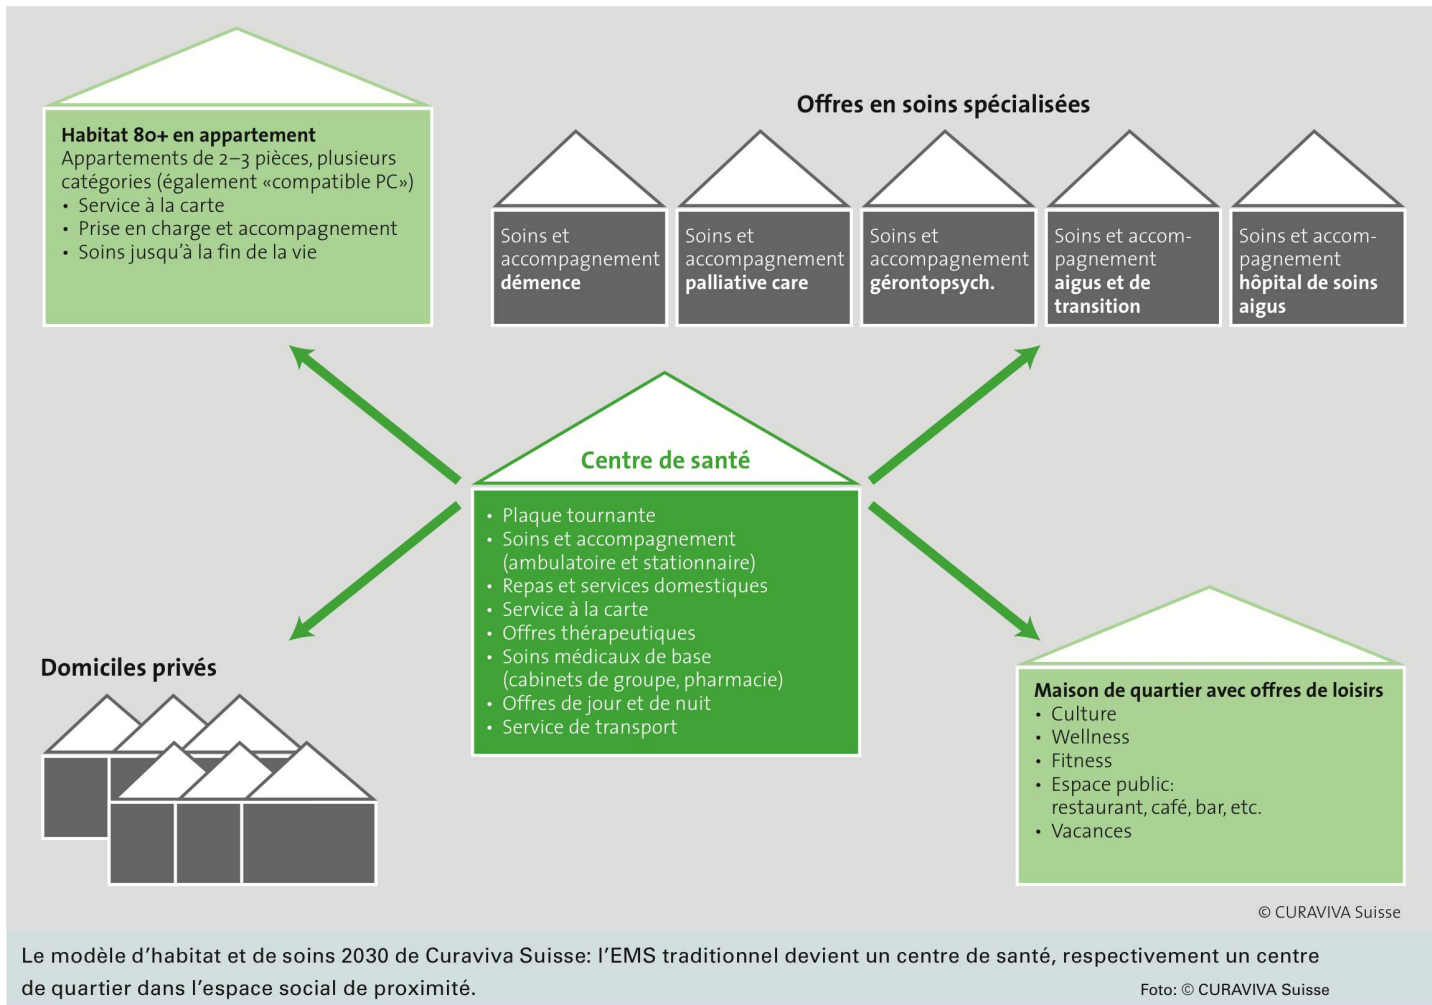 Habitat 80+ en appartement
Appartements de 2–3 pièces, plusieurs
catégories (également «compatible PC»)
• Service à la carte
• Prise en charge et accompagnement
• Soins jusqu'à la fin de la vie
Offres en soins spécialisées
Soins et
accompagnement
démence
Soins et
accompagnement
palliative care
Soins et
accompagnement
gérontopsych.
Soins et accom-
pagnement
aigus et de
transition
Soins et accom-
pagnement
hôpital de soins
aigus
Centre de santé
• Plaque tournante
• Soins et accompagnement
(ambulatoire et stationnaire)
• Repas et services domestiques
• Service à la carte
• Offres thérapeutiques
• Soins médicaux de base
(cabinets de groupe, pharmacie)
• Offres de jour et de nuit
• Service de transport
Domiciles privés
Maison de quartier avec offres de loisirs
• Culture
• Wellness
• Fitness
• Espace public:
restaurant, café, bar, etc.
• Vacances
© CURAVIVA Suisse
Le modèle d'habitat et de soins 2030 de Curaviva Suisse: l'EMS traditionnel devient un centre de santé, respectivement un centre
de quartier dans l'espace social de proximité.
Foto: © CURAVIVA Suisse